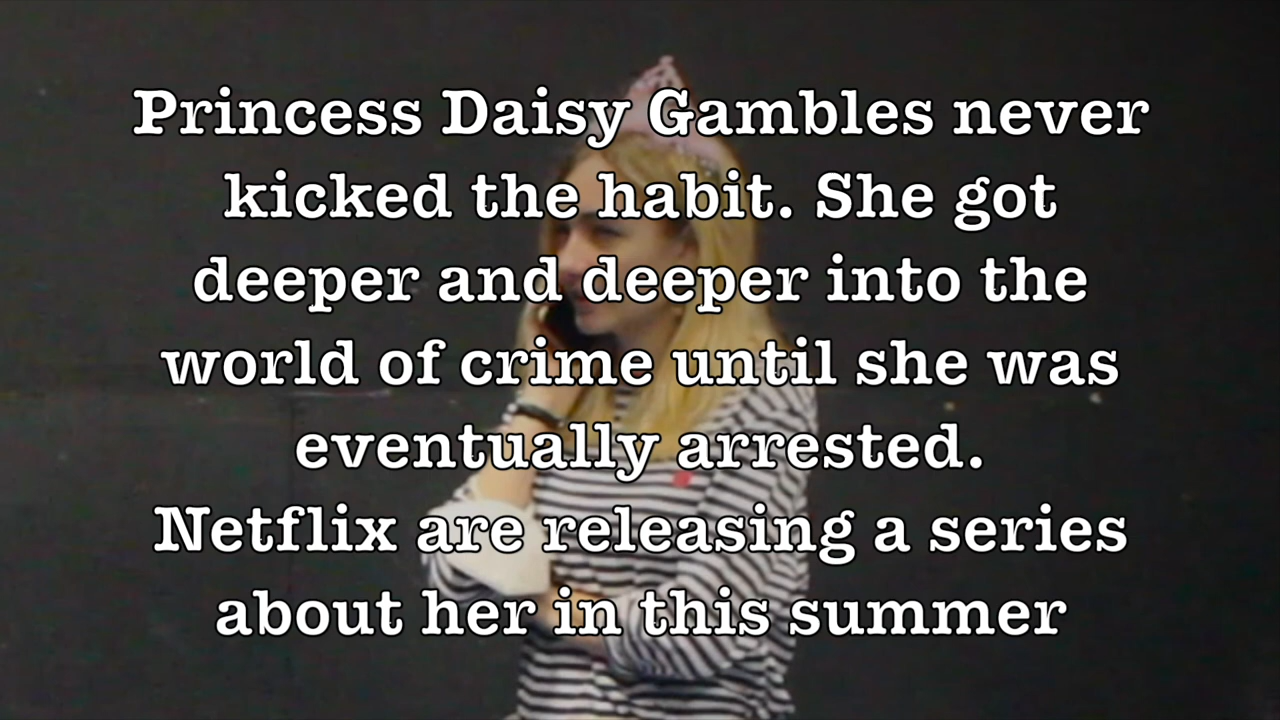 Princess Daisy Gambles never
kicked the habit. She got
deeper and deeper into the
world of crime until she was
eventually arrested.
Netflix are releasing a series
about her in this summer